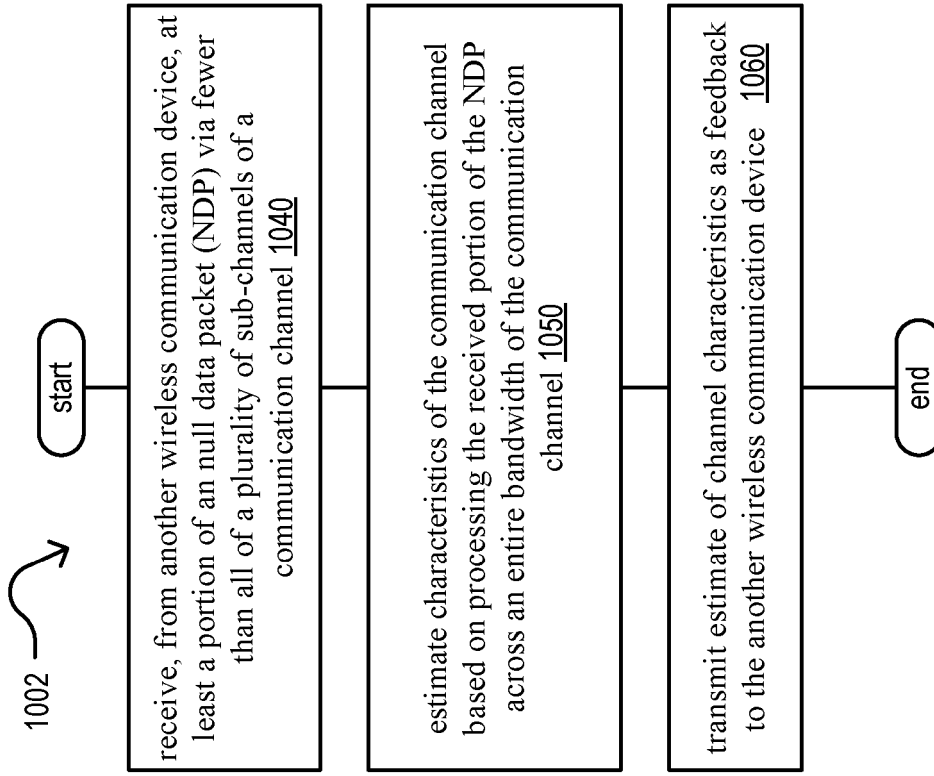 1002
start
receive, from another wireless communication device, at
least a portion of an null data packet (NDP) via fewer
than all of a plurality of sub-channels of a
communication channel 1040
estimate characteristics of the communication channel
based on processing the received portion of the NDP
across an entire bandwidth of the communication
channel 1050
transmit estimate of channel characteristics as feedback
to the another wireless communication device 1060
end